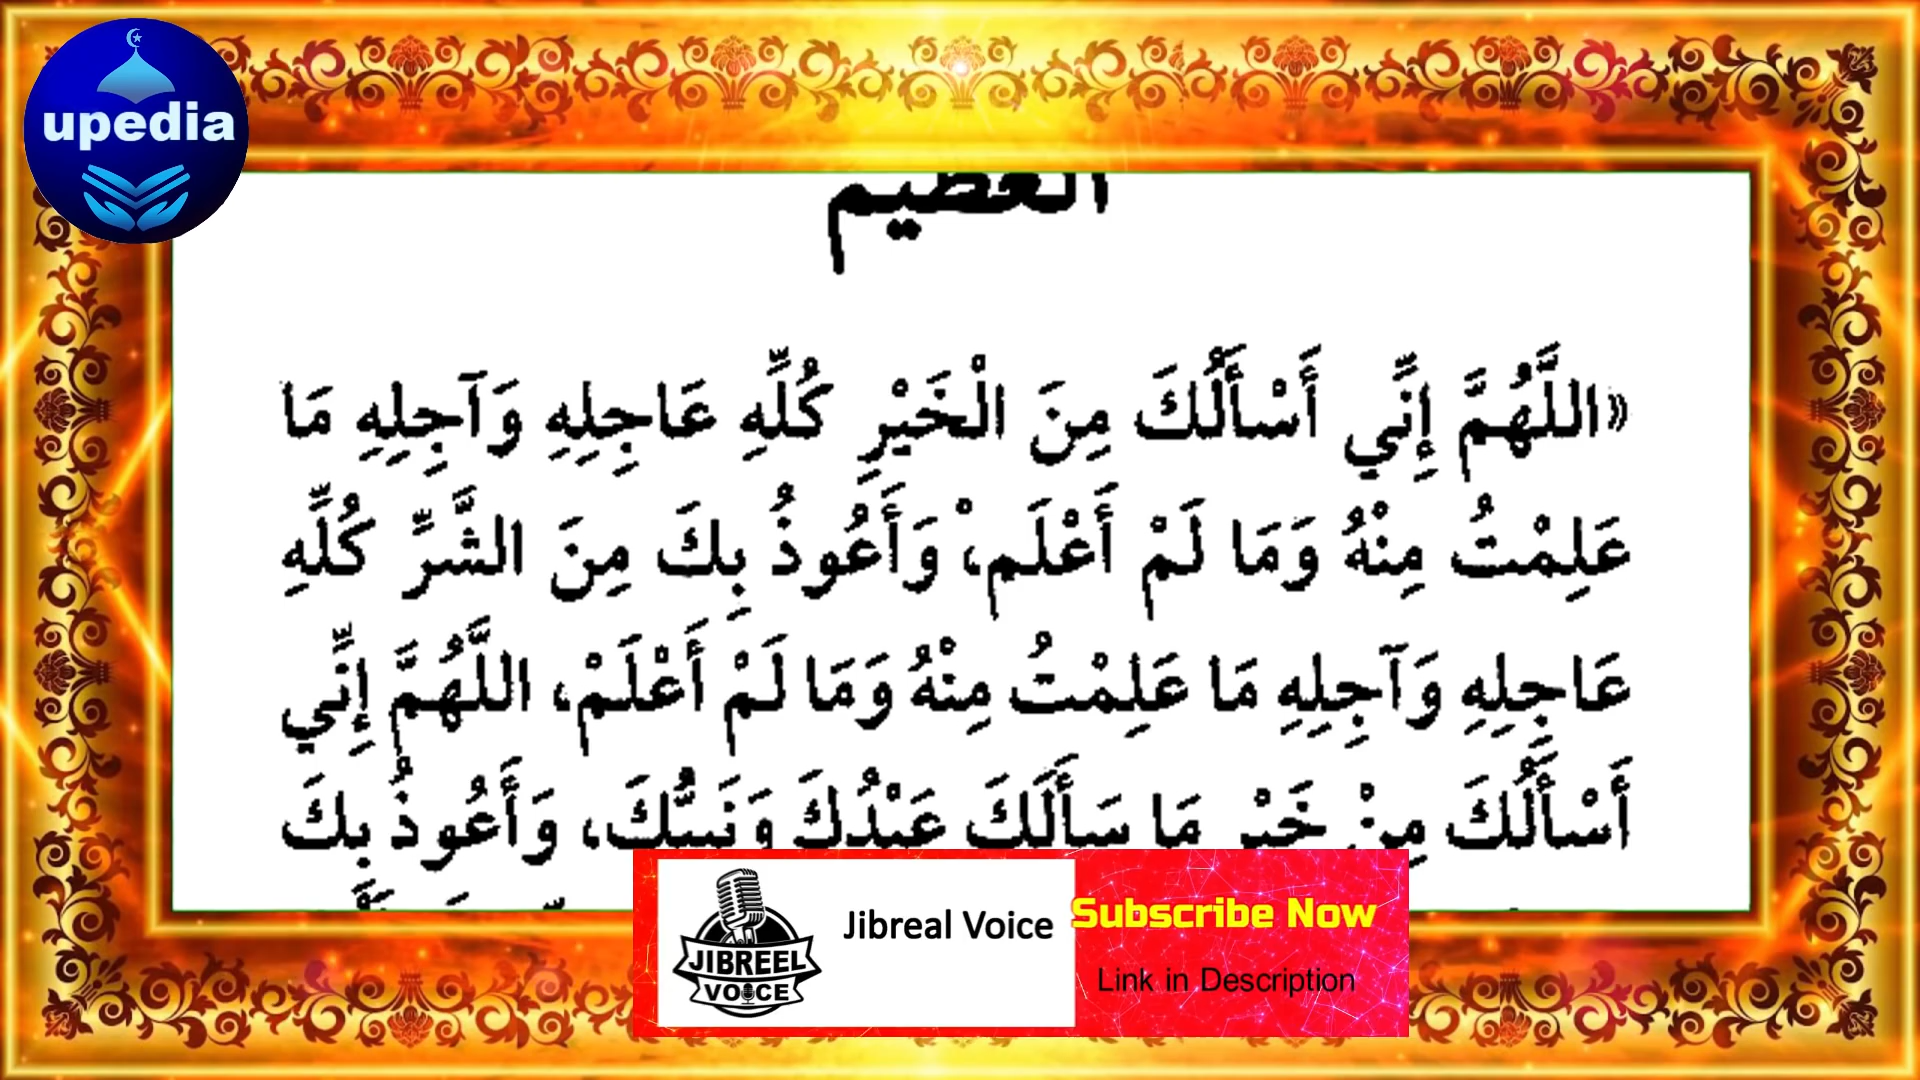 upedia
العظيم
«اللَّهُمَّ إِنِّي أَسْأَلُكَ مِنَ الْخَيْرِ كُلِّهِ عَاجِلِهِ وَآجِلِهِ مَا
عَلِمْتُ مِنْهُ وَمَا لَمْ أَعْلَمْ، وَأَعُوذُ بِكَ مِنَ الشَّرِّ كُلِّهِ
عَاجِلِهِ وَآجِلِهِ مَا عَلِمْتُ مِنْهُ وَمَا لَمْ أَعْلَمْ، اللَّهُمَّ إِنِّي
أَسْأَلُكَ مِنْ خَيْرِ مَا سَأَلَكَ عَبْدُكَ وَنَبِيُّكَ، وَأَعُوذُ بِكَ
JIBREEL
VOICE
Jibreal Voice
Subscribe Now
Link in Description